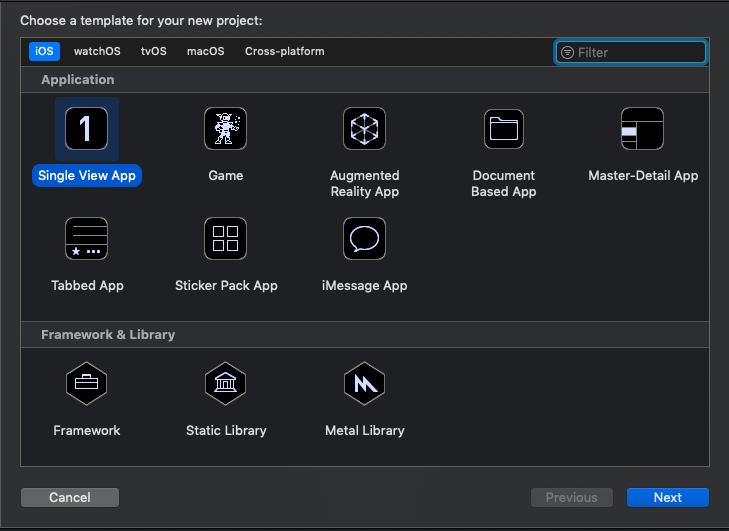 Choose a template for your new project:
iOS watchOS tvOS macOS Cross-platform Filter
Application
1
Single View App Game Augmented Reality App Document Based App Master-Detail App
Tabbed App Sticker Pack App iMessage App
Framework & Library
Framework Static Library Metal Library
Cancel Previous Next